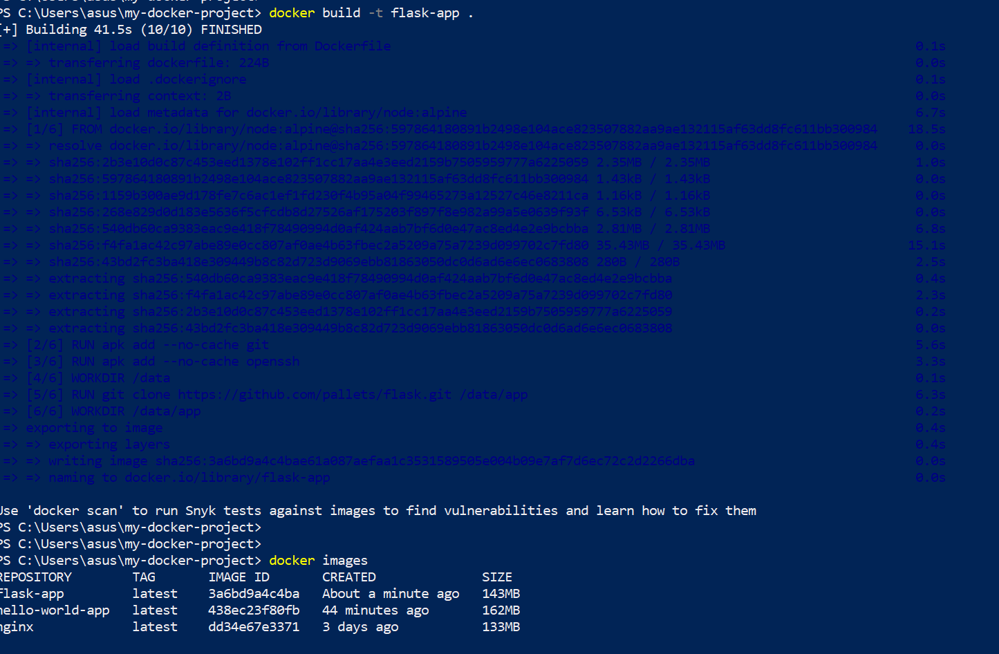 PS C:\Users\asus\my-docker-project> docker build -t flask-app .
[+] Building 41.5s (10/10) FINISHED
=> [internal] load build definition from Dockerfile 0.1s
=> => transferring dockerfile: 224B 0.0s
=> [internal] load .dockerignore 0.1s
=> => transferring context: 2B 0.0s
=> [internal] load metadata for docker.io/library/node:alpine 6.7s
=> [1/6] FROM docker.io/library/node:alpine@sha256:597864180891b2498e104ace823507882aa9ae132115af63dd8fc611bb300984 18.5s
=> => resolve docker.io/library/node:alpine@sha256:597864180891b2498e104ace823507882aa9ae132115af63dd8fc611bb300984 0.0s
=> => sha256:2b3e10d0c87c453eed1378e102ff1cc17aa4e3eed2159b7505959777a6225059 2.35MB / 2.35MB 1.0s
=> => sha256:597864180891b2498e104ace823507882aa9ae132115af63dd8fc611bb300984 1.43kB / 1.43kB 0.0s
=> => sha256:1159b300ae9d178fe7c6ac1ef1fd230f4b95a04f99465273a12527c46e8211ca 1.16kB / 1.16kB 0.0s
=> => sha256:268e829d0d183e5636f5cfcdb8d27526af175203f897f8e982a99a5e0639f93f 6.53kB / 6.53kB 0.0s
=> => sha256:540db60ca9383eac9e418f78490994d0af424aab7bf6d0e47ac8ed4e2e9bcbba 2.81MB / 2.81MB 6.8s
=> => sha256:f4fa1ac42c97abe89e0cc807af0ae4b63fbec2a5209a75a7239d099702c7fd80 35.43MB / 35.43MB 15.1s
=> => sha256:43bd2fc3ba418e309449b8c82d723d9069ebb81863050dc0d6ad6e6ec0683808 280B / 280B 2.5s
=> => extracting sha256:540db60ca9383eac9e418f78490994d0af424aab7bf6d0e47ac8ed4e2e9bcbba 0.4s
=> => extracting sha256:f4fa1ac42c97abe89e0cc807af0ae4b63fbec2a5209a75a7239d099702c7fd80 2.3s
=> => extracting sha256:2b3e10d0c87c453eed1378e102ff1cc17aa4e3eed2159b7505959777a6225059 0.2s
=> => extracting sha256:43bd2fc3ba418e309449b8c82d723d9069ebb81863050dc0d6ad6e6ec0683808 0.0s
=> [2/6] RUN apk add --no-cache git 5.6s
=> [3/6] RUN apk add --no-cache openssh 3.3s
=> [4/6] WORKDIR /data 0.1s
=> [5/6] RUN git clone https://github.com/pallets/flask.git /data/app 6.3s
=> [6/6] WORKDIR /data/app 0.2s
=> exporting to image 0.4s
=> => exporting layers 0.4s
=> => writing image sha256:3a6bd9a4c4bae61a087aefaa1c3531589505e004b09e7af7d6ec72c2d2266dba 0.0s
=> => naming to docker.io/library/flask-app 0.0s
Use 'docker scan' to run Snyk tests against images to find vulnerabilities and learn how to fix them
PS C:\Users\asus\my-docker-project>
PS C:\Users\asus\my-docker-project>
PS C:\Users\asus\my-docker-project> docker images
REPOSITORY TAG IMAGE ID CREATED SIZE
flask-app latest 3a6bd9a4c4ba About a minute ago 143MB
hello-world-app latest 438ec23f80fb 44 minutes ago 162MB
nginx latest dd34e67e3371 3 days ago 133MB